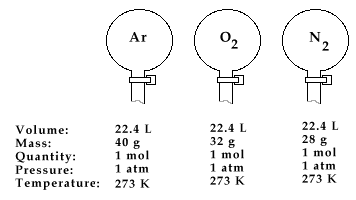 Ar O2 N2
Volume: 22.4 L 22.4 L 22.4 L
Mass: 40 g 32 g 28 g
Quantity: 1 mol 1 mol 1 mol
Pressure: 1 atm 1 atm 1 atm
Temperature: 273 K 273 K 273 K